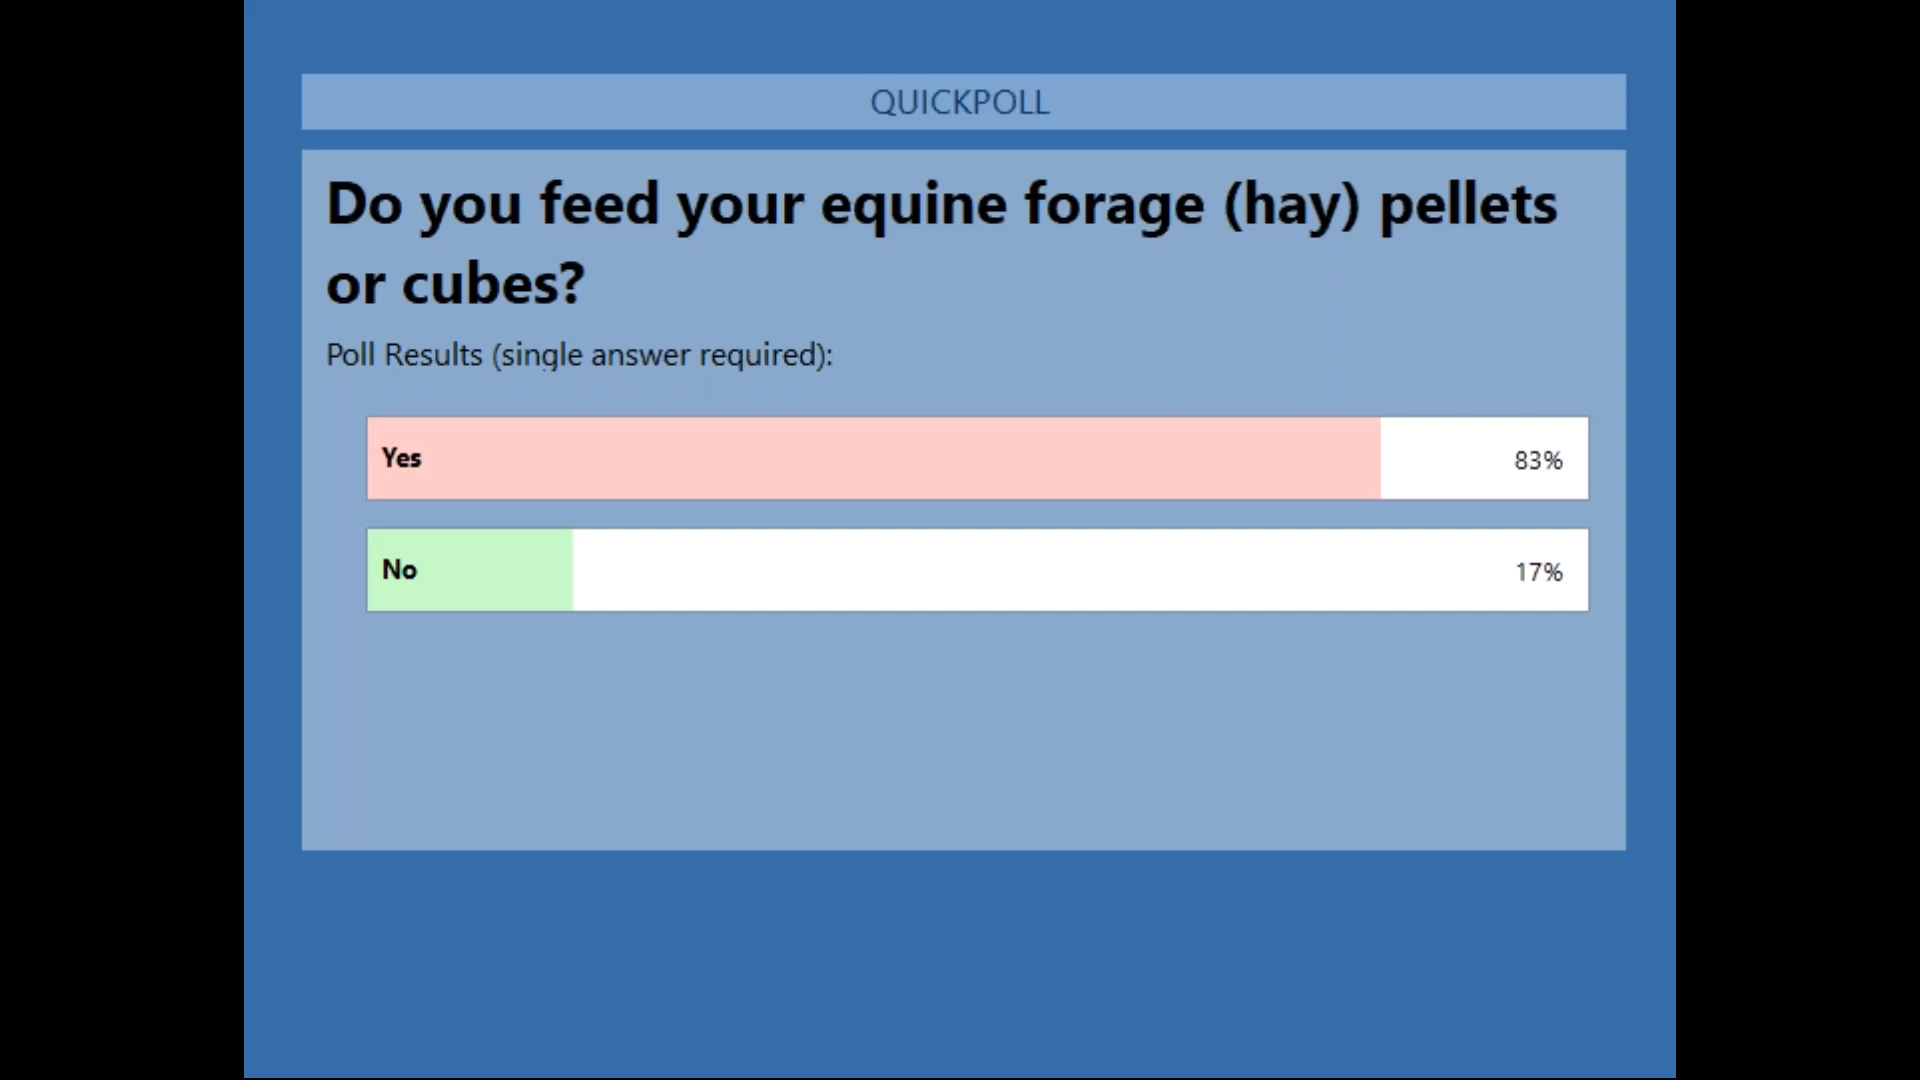 QUICKPOLL
Do you feed your equine forage (hay) pellets
or cubes?
Poll Results (single answer required):
Yes 83%
No 17%